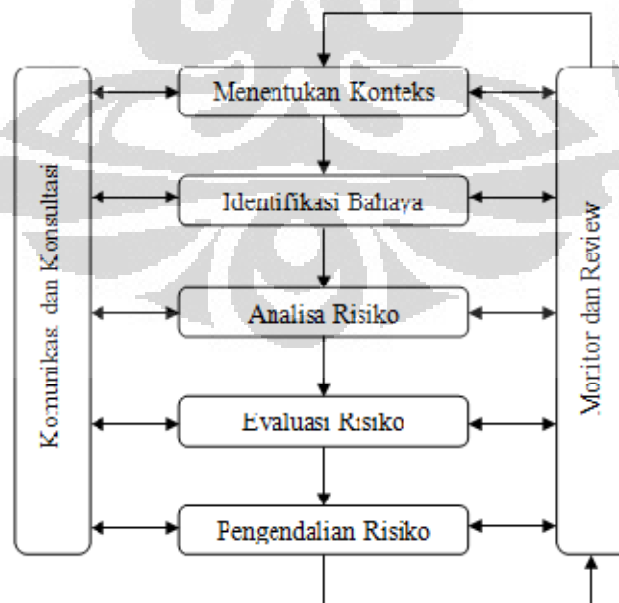 Menentukan Konteks
Identifikasi Bahaya
Analisa Risiko
Evaluasi Risiko
Pengendalian Risiko
Komunikasi dan Konsultasi
Monitor dan Review